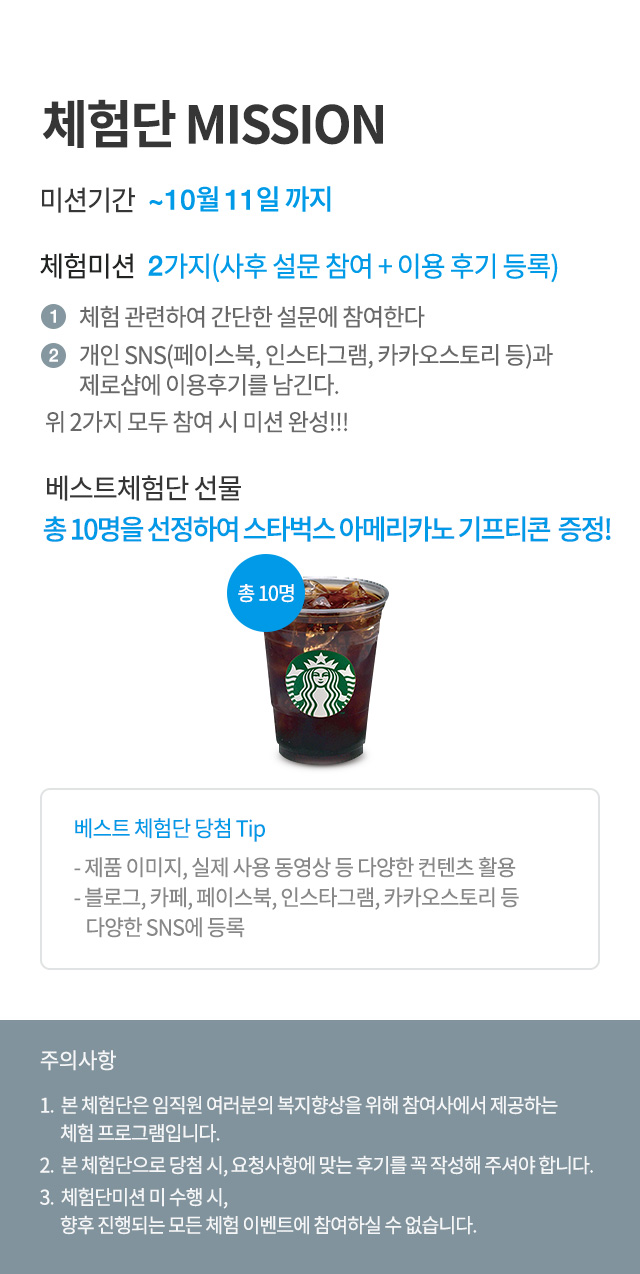 체험단 MISSION
미션기간 ~10월 11일 까지
체험미션 2가지(사후 설문 참여 + 이용 후기 등록)
1 체험 관련하여 간단한 설문에 참여한다
2 개인 SNS(페이스북, 인스타그램, 카카오스토리 등)과
제로샵에 이용후기를 남긴다.
위 2가지 모두 참여 시 미션 완성!!!
베스트체험단 선물
총 10명을 선정하여 스타벅스 아메리카노 기프티콘 증정!
총 10명
베스트 체험단 당첨 Tip
- 제품 이미지, 실제 사용 동영상 등 다양한 컨텐츠 활용
- 블로그, 카페, 페이스북, 인스타그램, 카카오스토리 등
다양한 SNS에 등록
주의사항
1. 본 체험단은 임직원 여러분의 복지향상을 위해 참여사에서 제공하는
체험 프로그램입니다.
2. 본 체험단으로 당첨 시, 요청사항에 맞는 후기를 꼭 작성해 주셔야 합니다.
3. 체험단미션 미 수행 시,
향후 진행되는 모든 체험 이벤트에 참여하실 수 없습니다.